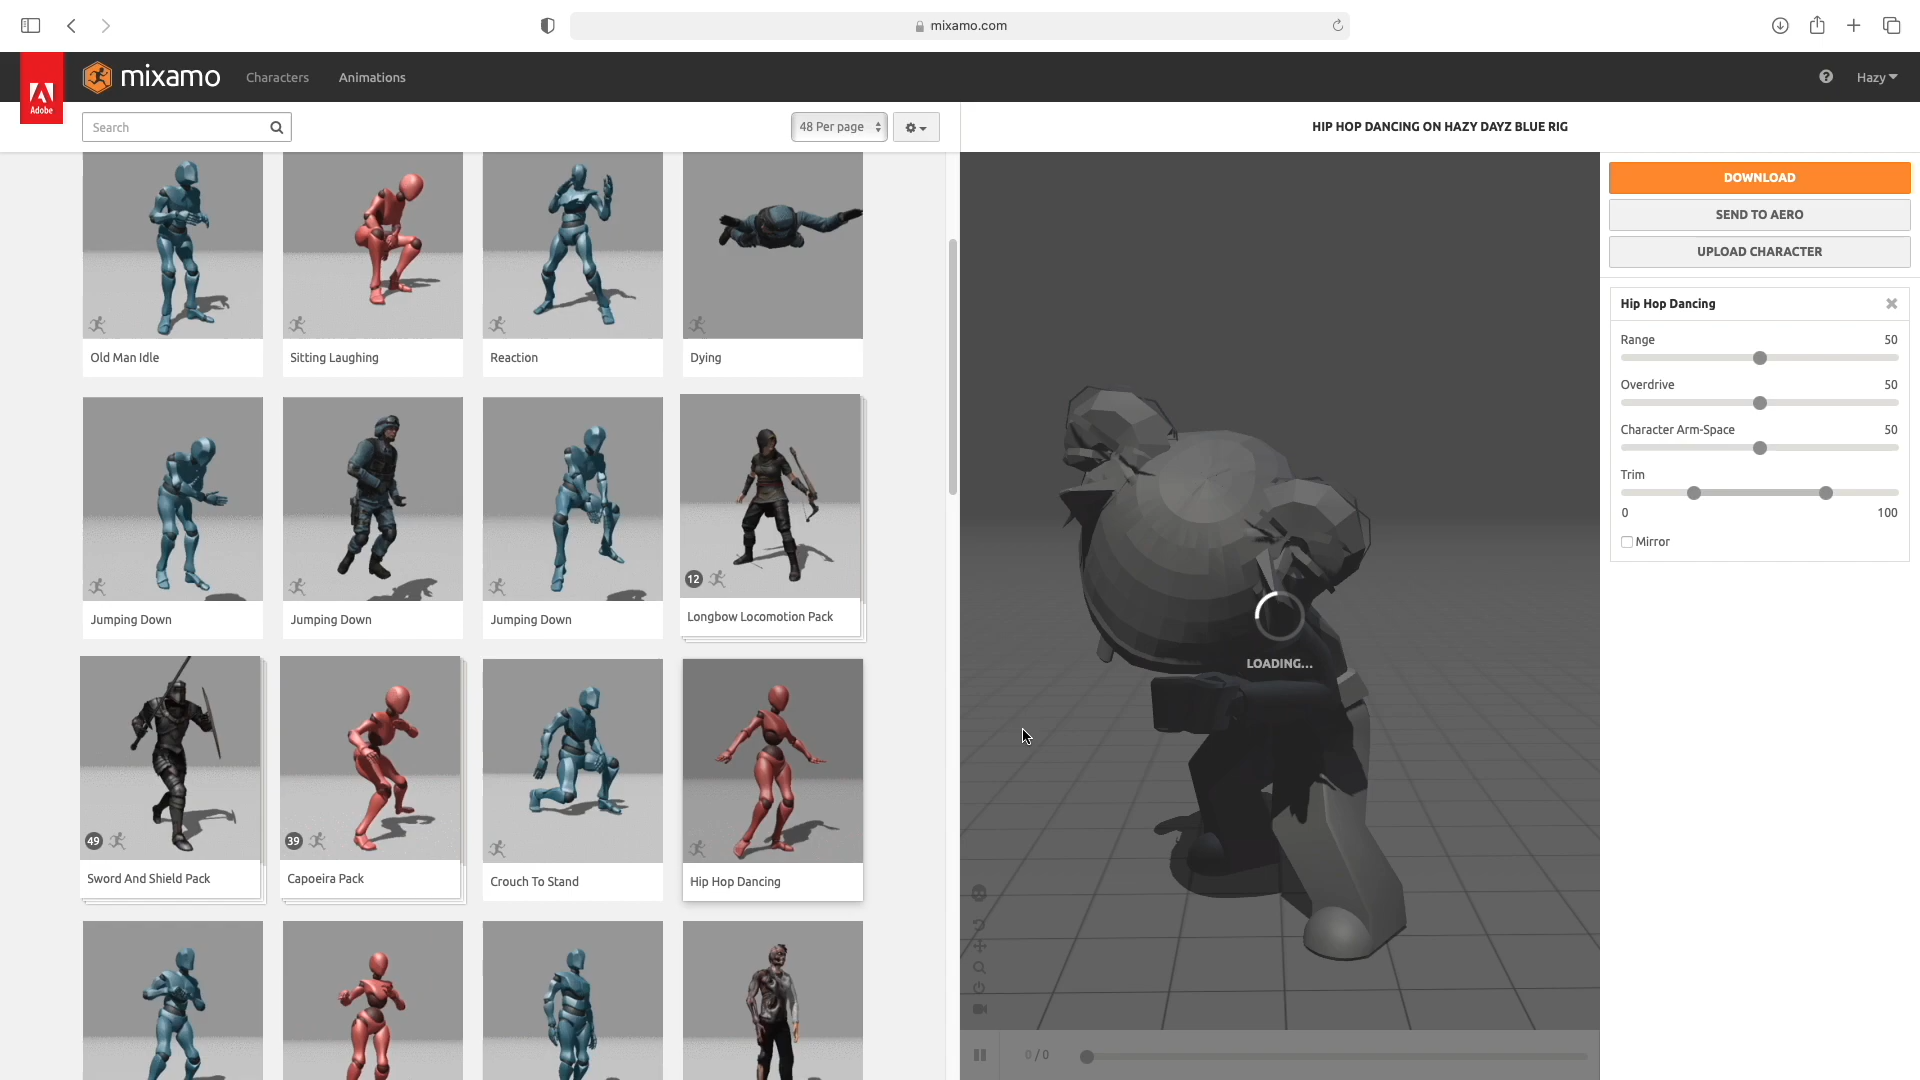 mixamo.com
Adobe
mixamo
Characters
Animations
Hazy
Search
48 Per page
HIP HOP DANCING ON HAZY DAYZ BLUE RIG
DOWNLOAD
SEND TO AERO
UPLOAD CHARACTER
Old Man Idle
Sitting Laughing
Reaction
Dying
Hip Hop Dancing
Range
50
Overdrive
50
Character Arm-Space
50
Trim
0
100
Mirror
12
Jumping Down
Jumping Down
Jumping Down
Longbow Locomotion Pack
LOADING...
49
39
Sword And Shield Pack
Capoeira Pack
Crouch To Stand
Hip Hop Dancing
0 / 0